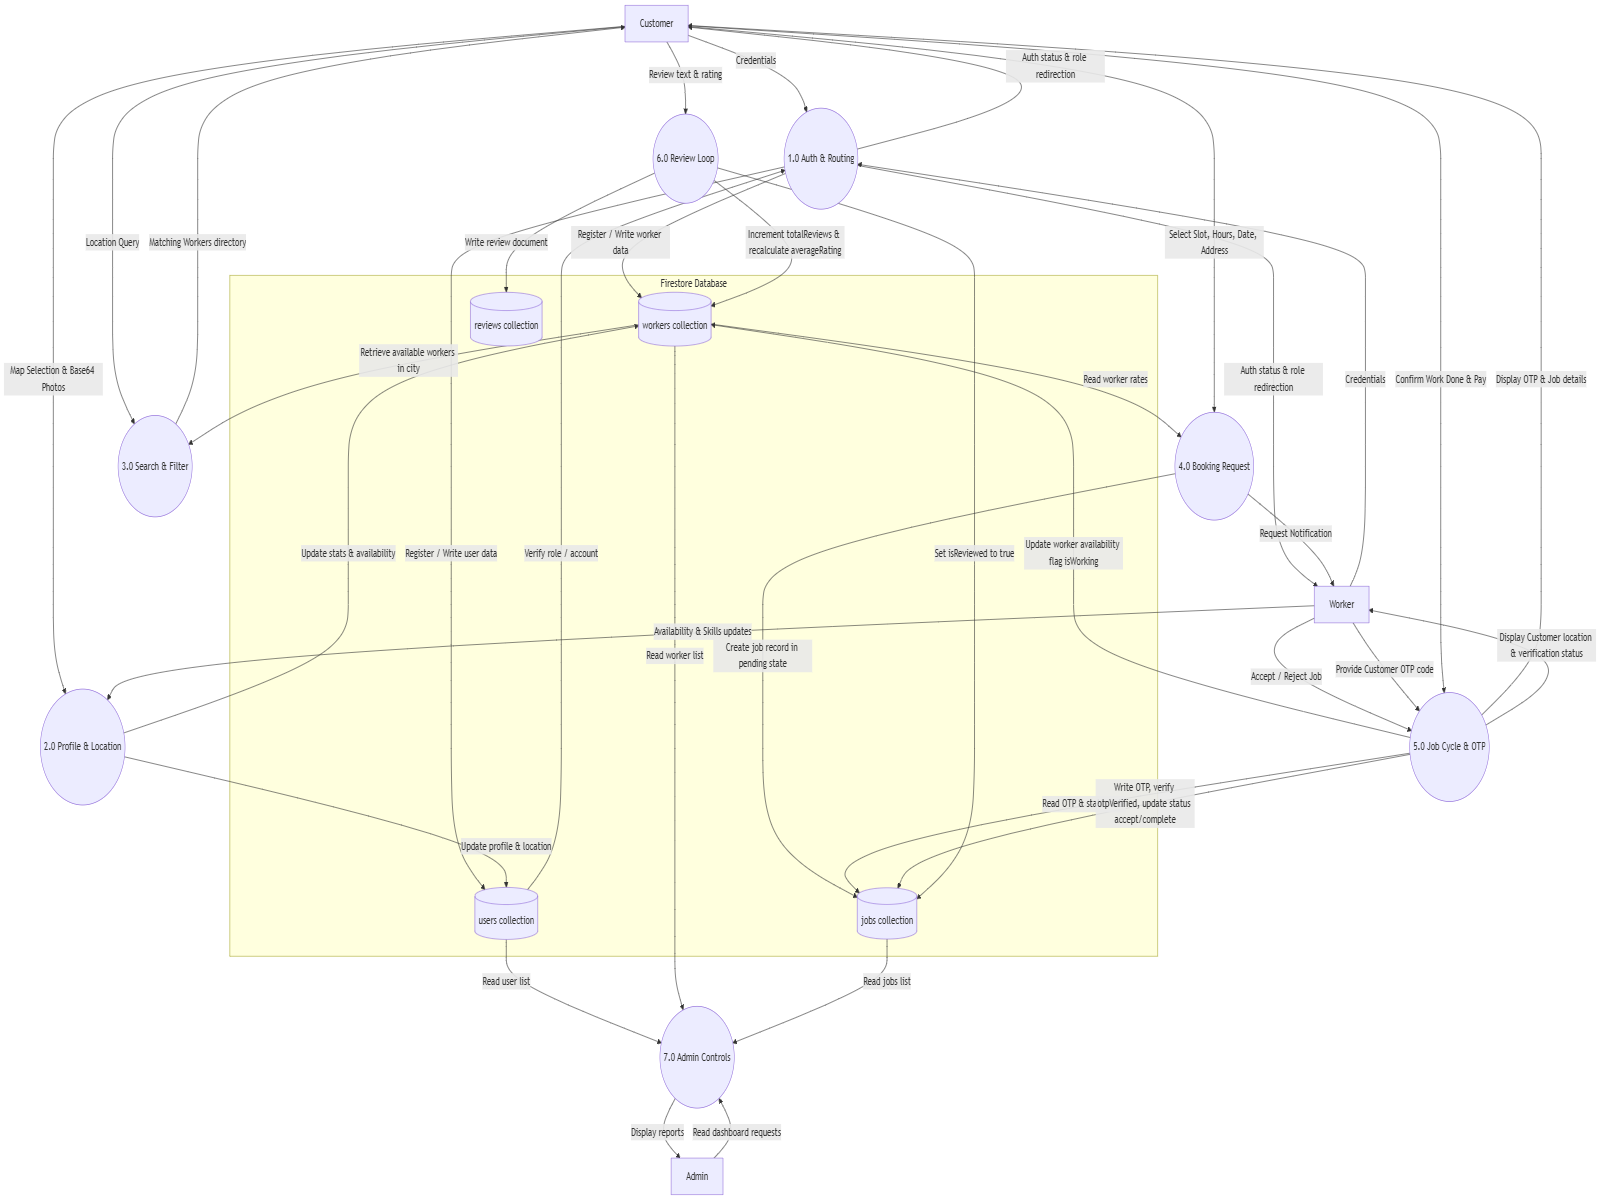 Customer
Auth status & role
redirection
Credentials
Review text & rating
6.0 Review Loop
1.0 Auth & Routing
Location Query
Matching Workers directory
Write review document
Register / Write worker
data
Increment totalReviews &
recalculate averageRating
Select Slot, Hours, Date,
Address
Firestore Database
reviews collection
workers collection
Retrieve available workers
in city
Map Selection & Base64
Photos
Read worker rates
Auth status & role
redirection
Credentials
Confirm Work Done & Pay
Display OTP & Job details
3.0 Search & Filter
4.0 Booking Request
Request Notification
Update stats & availability
Register / Write user data
Verify role / account
Set isReviewed to true
Update worker availability
flag isWorking
Worker
Availability & Skills updates
Create job record in
pending state
Read worker list
Display Customer location
& verification status
Accept / Reject Job
Provide Customer OTP code
2.0 Profile & Location
5.0 Job Cycle & OTP
Read OTP & sta
Write OTP, verify
otpVerified, update status
accept/complete
Update profile & location
users collection
jobs collection
Read user list
Read jobs list
7.0 Admin Controls
Display reports
Read dashboard requests
Admin